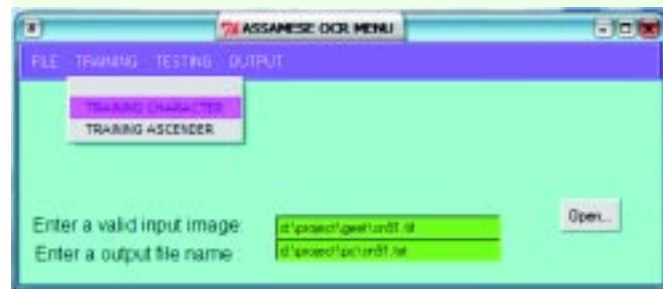 ASSAMESE OCR MENU
FILE TRAINING TESTING OUTPUT
TRAINING CHARACTER
TRAINING ASCENDER
Open...
Enter a valid input image:
Enter a output file name :